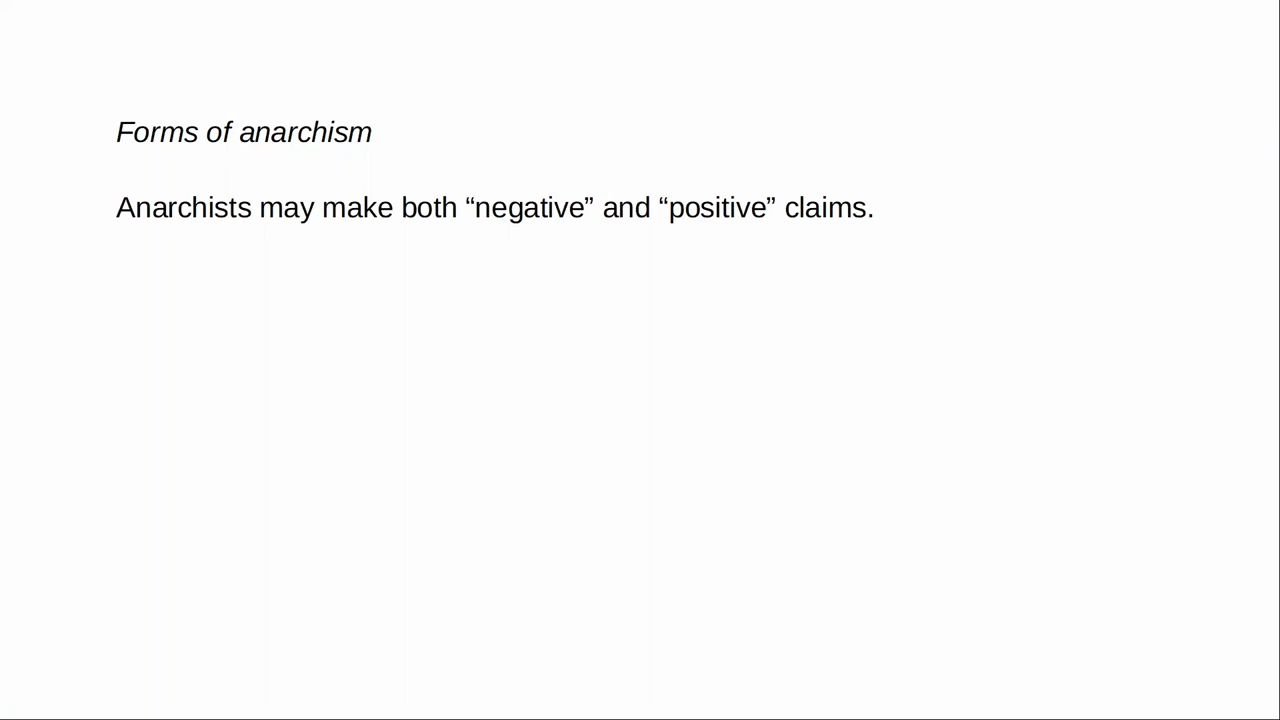 Forms of anarchism
Anarchists may make both “negative” and “positive” claims.